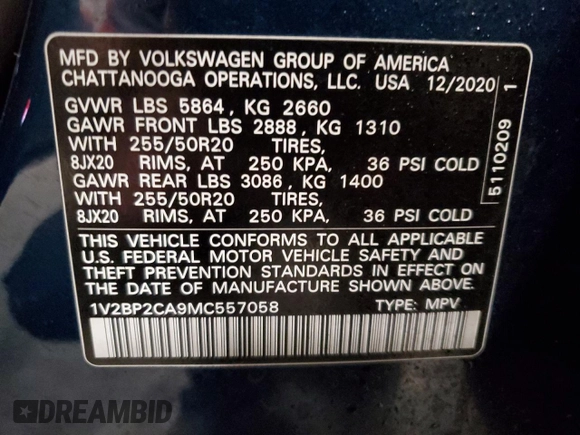 MFD BY VOLKSWAGEN GROUP OF AMERICA
CHATTANOOGA OPERATIONS, LLC. USA 12/2020
GVWR LBS 5864, KG 2660
GAWR FRONT LBS 2888, KG 1310
WITH 255/50R20 TIRES,
8JX20 RIMS, AT 250 KPA, 36 PSI COLD
GAWR REAR LBS 3086, KG 1400
WITH 255/50R20 TIRES,
8JX20 RIMS, AT 250 KPA, 36 PSI COLD
THIS VEHICLE CONFORMS TO ALL APPLICABLE
U.S. FEDERAL MOTOR VEHICLE SAFETY AND
THEFT PREVENTION STANDARDS IN EFFECT ON
THE DATE OF MANUFACTURE SHOWN ABOVE.
1V2BP2CA9MC557058 TYPE: MPV
5110209 1
DREAMBID